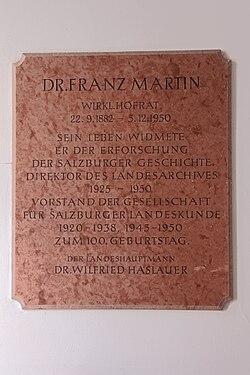 DR. FRANZ MARTIN
WIRKL. HOFRAT
22. 9. 1882 – 5. 12. 1950
SEIN LEBEN WIDMETE
ER DER ERFORSCHUNG
DER SALZBURGER GESCHICHTE.
DIREKTOR DES LANDESARCHIVES
1925 – 1950
VORSTAND DER GESELLSCHAFT
FÜR SALZBURGER LANDESKUNDE
1920–1938, 1945–1950
ZUM 100. GEBURTSTAG.
DER LANDESHAUPTMANN
DR. WILFRIED HASLAUER